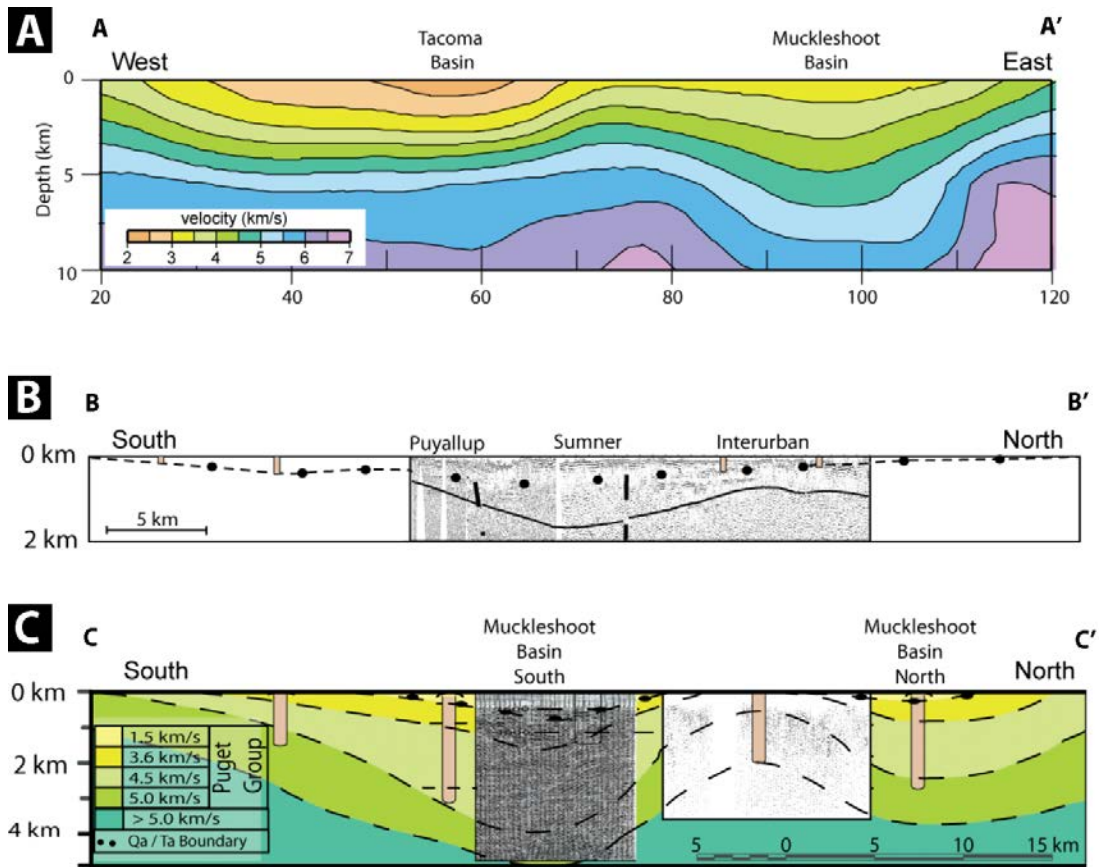 A
A
A'
Tacoma
Basin
Muckleshoot
Basin
West
East
0
5
10
Depth (km)
velocity (km/s)
2 3 4 5 6 7
20 40 60 80 100 120
B
B
B'
South
Puyallup
Sumner
Interurban
North
0 km
5 km
2 km
C
C
C'
Muckleshoot
Basin
South
Muckleshoot
Basin
North
South
North
0 km
2 km
4 km
1.5 km/s
3.6 km/s
4.5 km/s
5.0 km/s
> 5.0 km/s
Puget
Group
Qa / Ta Boundary
5 0 5 10 15 km